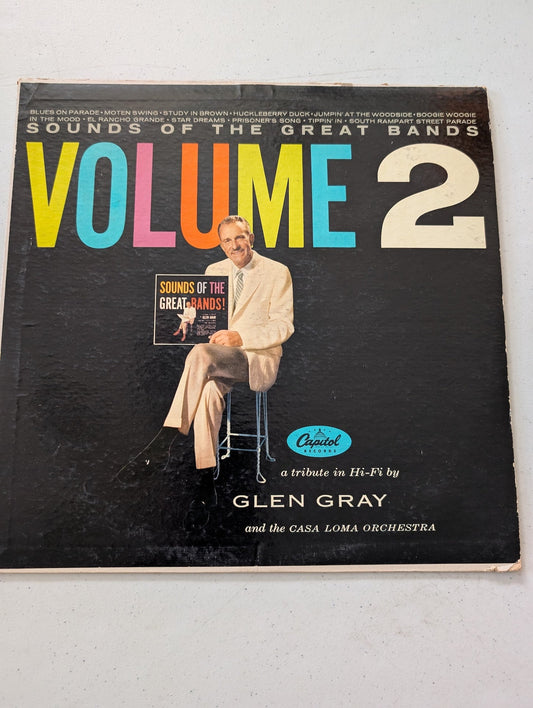 BLUES ON PARADE • MOTEN SWING • STUDY IN BROWN • HUCKLEBERRY DUCK • JUMPIN' AT THE WOODSIDE • BOOGIE WOOGIE
IN THE MOOD • EL RANCHO GRANDE • STAR DREAMS • PRISONER'S SONG • TIPPIN' IN • SOUTH RAMPART STREET PARADE
SOUNDS OF THE GREAT BANDS
VOLUME 2
SOUNDS OF THE
GREAT BANDS!
GLEN GRAY
Capitol
RECORDS
a tribute in Hi-Fi by
GLEN GRAY
and the CASA LOMA ORCHESTRA